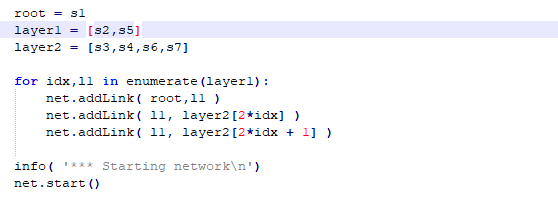 root = s1
layer1 = [s2,s5]
layer2 = [s3,s4,s6,s7]
for idx,l1 in enumerate(layer1):
    net.addLink( root,l1 )
    net.addLink( l1, layer2[2*idx] )
    net.addLink( l1, layer2[2*idx + 1] )
info( '*** Starting network\n')
net.start()